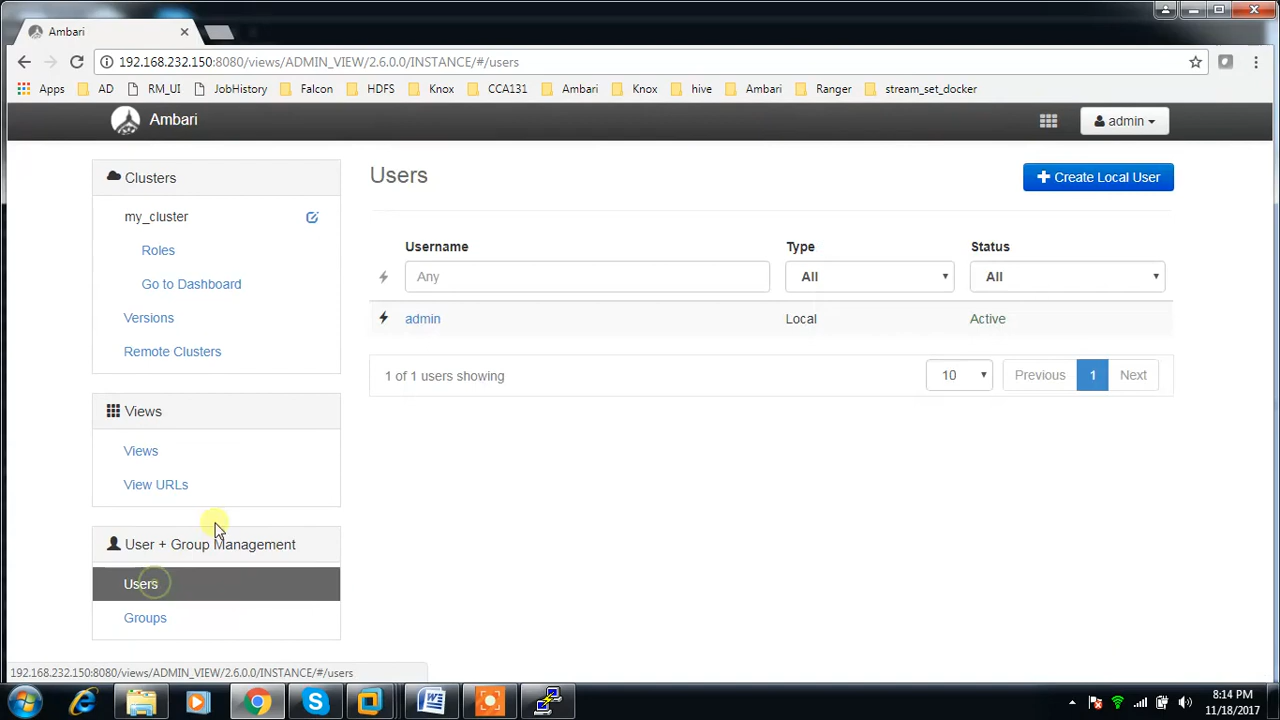 Ambari
192.168.232.150:8080/views/ADMIN_VIEW/2.6.0.0/INSTANCE/#/users
Apps AD RM_UI JobHistory Falcon HDFS Knox CCA131 Ambari Knox hive Ambari Ranger stream_set_docker
Ambari
admin
Clusters
my_cluster
Roles
Go to Dashboard
Versions
Remote Clusters
Views
Views
View URLs
User + Group Management
Users
Groups
Users
Create Local User
Username Type Status
Any All All
admin Local Active
1 of 1 users showing
10 Previous 1 Next
192.168.232.150:8080/views/ADMIN_VIEW/2.6.0.0/INSTANCE/#/users
8:14 PM
11/18/2017